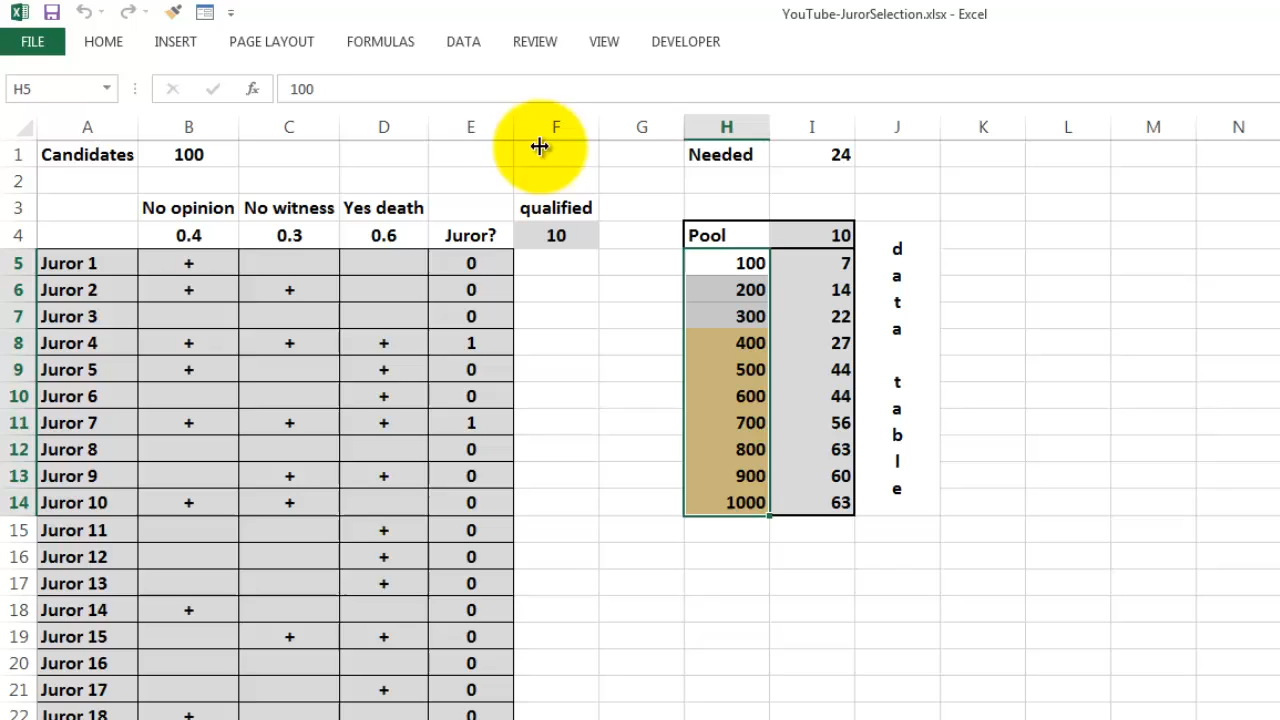 YouTube-JurorSelection.xlsx - Excel
FILE HOME INSERT PAGE LAYOUT FORMULAS DATA REVIEW VIEW DEVELOPER
H5 fx 100
A B C D E F G H I J K L M N
1 Candidates 100 Needed 24
2
3 No opinion No witness Yes death qualified
4 0.4 0.3 0.6 Juror? 10 Pool 10
5 Juror 1 + 0 100 7 d
6 Juror 2 + + 0 200 14 a
7 Juror 3 0 300 22 t
8 Juror 4 + + + 1 400 27 a
9 Juror 5 + + 0 500 44
10 Juror 6 + 0 600 44 t
11 Juror 7 + + + 1 700 56 a
12 Juror 8 0 800 63 b
13 Juror 9 + + 0 900 60 l
14 Juror 10 + + 0 1000 63 e
15 Juror 11 + 0
16 Juror 12 + 0
17 Juror 13 + 0
18 Juror 14 + 0
19 Juror 15 + + 0
20 Juror 16 0
21 Juror 17 + 0
22 Juror 18 + 0